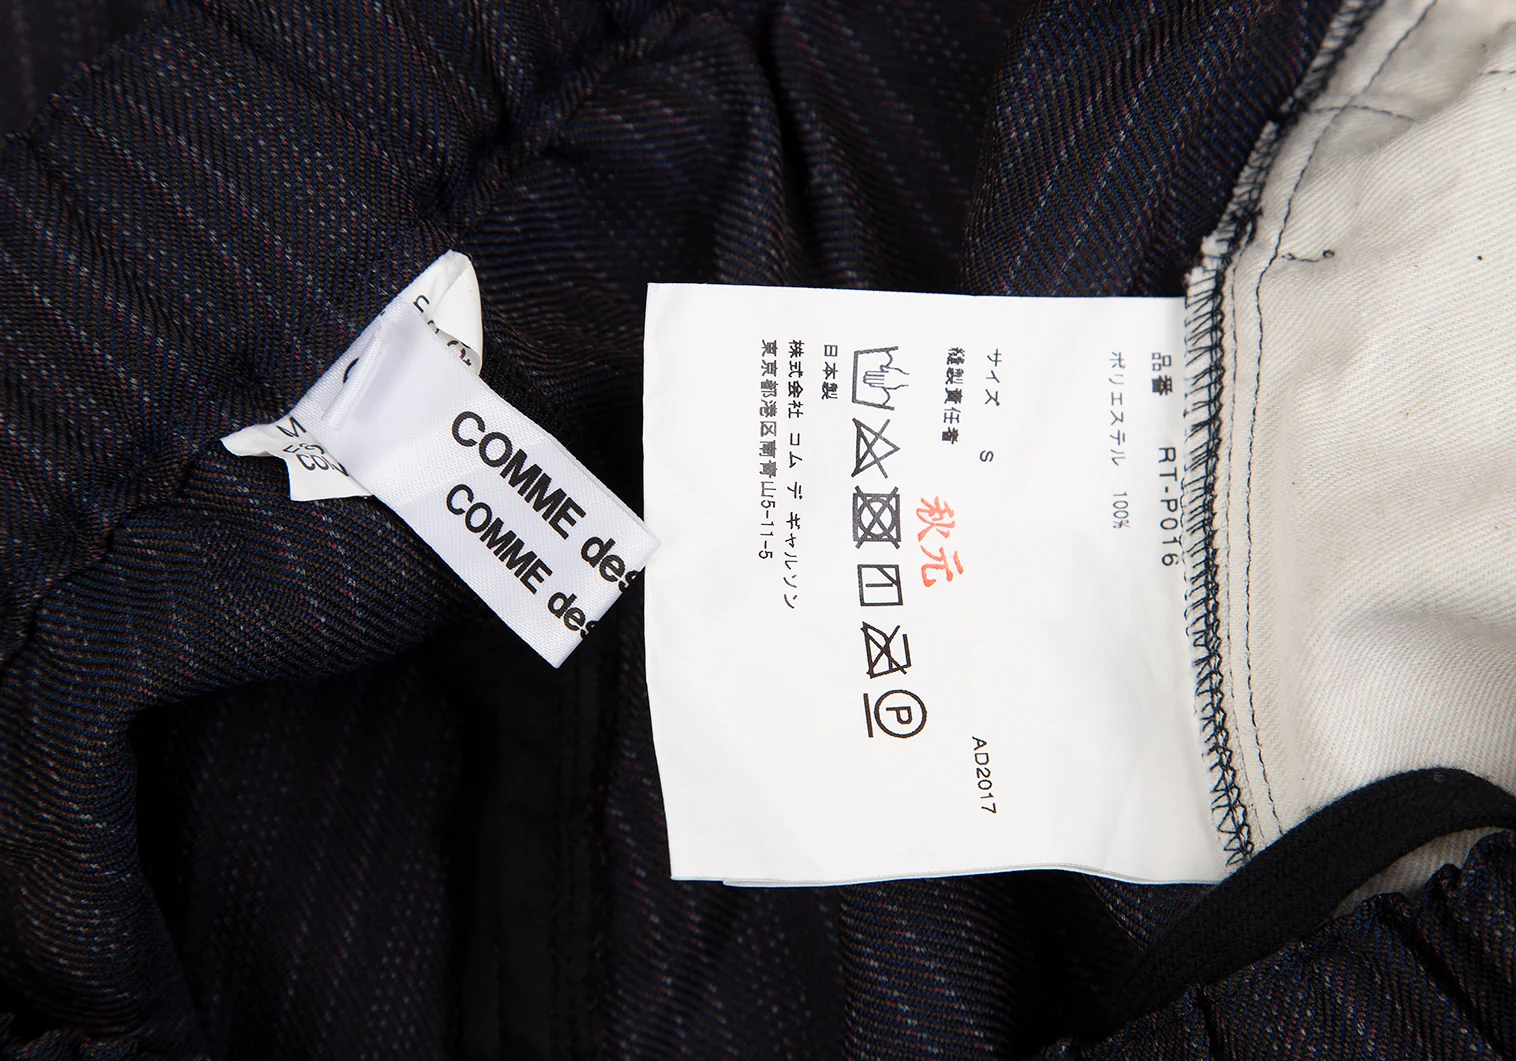 品番 RT-P016
ポリエステル 100%
サイズ S
縫製責任者
秋元
AD2017
P
日本製
株式会社 コム デ ギャルソン
東京都港区南青山5-11-5
COMME des
COMME des